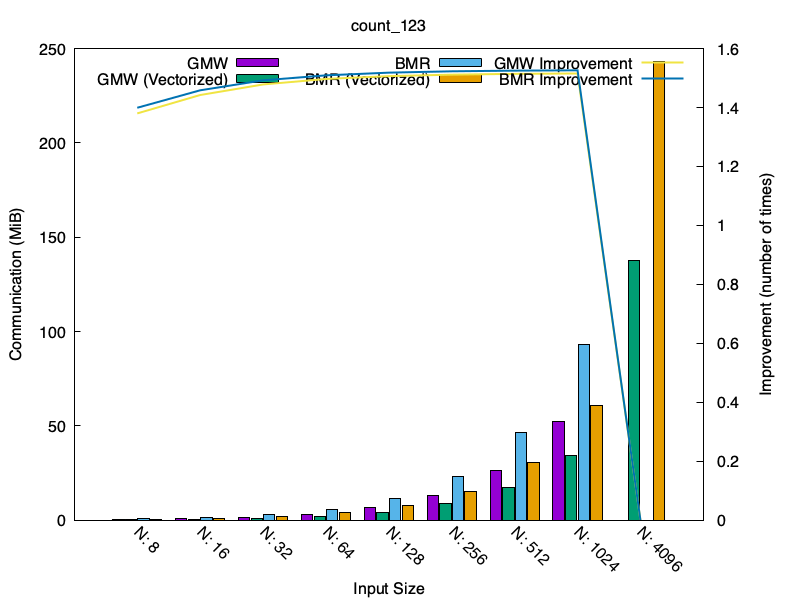 count_123
GMW BMR GMW Improvement
GMW (Vectorized) BMR (Vectorized) BMR Improvement
250
200
150
100
50
0
Communication (MiB)
1.6
1.4
1.2
1
0.8
0.6
0.4
0.2
0
Improvement (number of times)
N: 8 N: 16 N: 32 N: 64 N: 128 N: 256 N: 512 N: 1024 N: 4096
Input Size